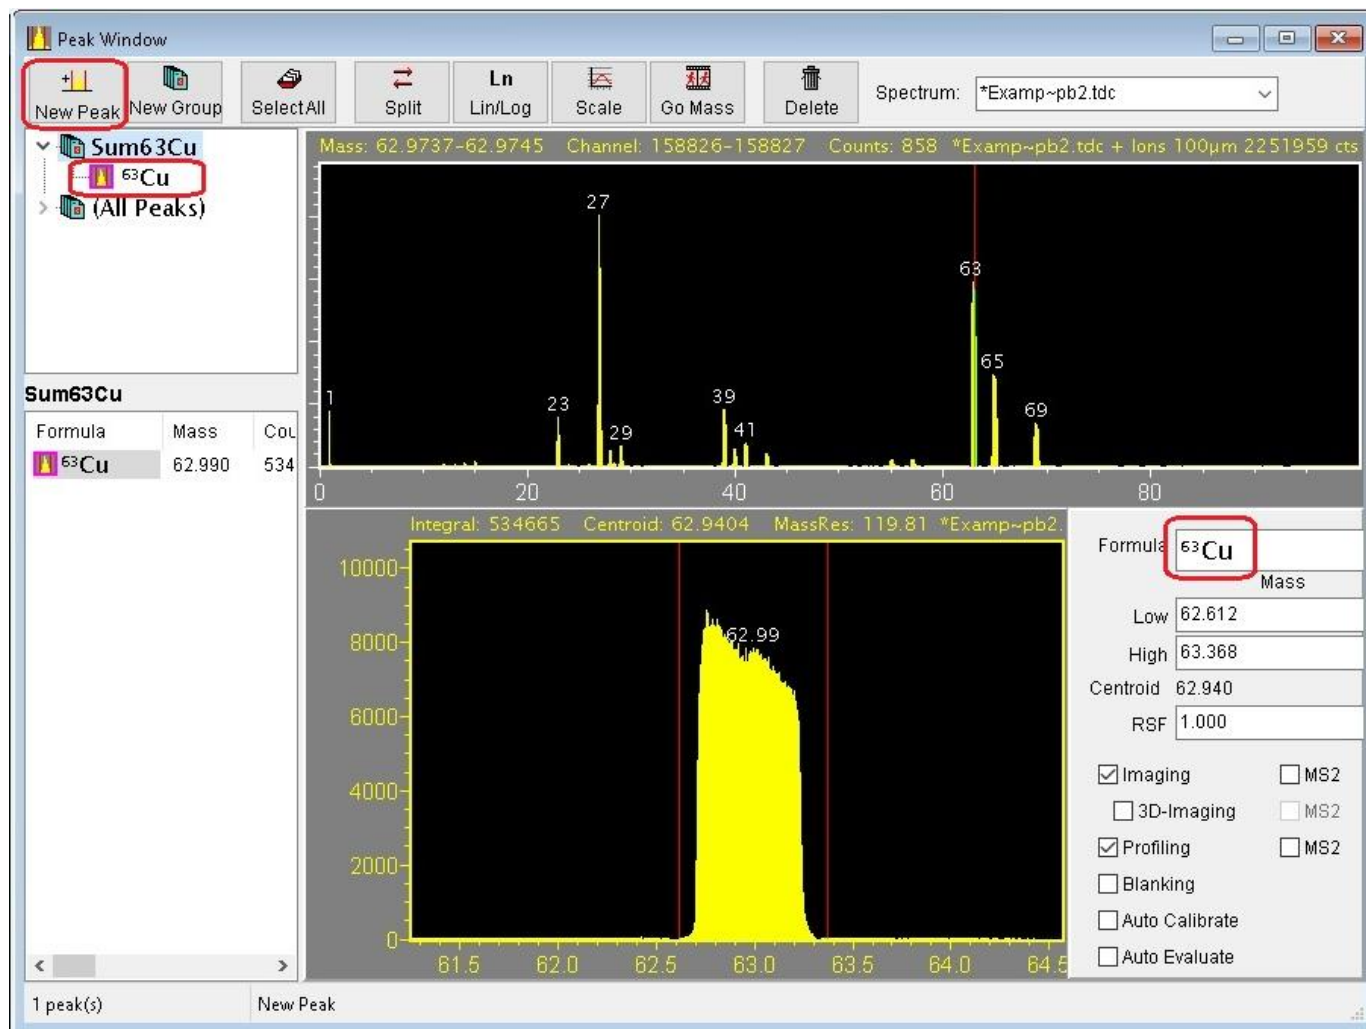 Peak Window
New Peak New Group SelectAll Split Ln Lin/Log Scale Go Mass Delete Spectrum: *Examp~pb2.tdc
Sum63Cu
⁶³Cu
(All Peaks)
Mass: 62.9737-62.9745 Channel: 158826-158827 Counts: 858 *Examp~pb2.tdc + Ions 100µm 2251959 cts
27
63
65
1
39
23
69
29
41
0 20 40 60 80
Sum63Cu
Formula Mass Cou
⁶³Cu 62.990 534
Integral: 534665 Centroid: 62.9404 MassRes: 119.81 *Examp~pb2.
10000
8000
6000
4000
2000
0
62.99
61.5 62.0 62.5 63.0 63.5 64.0 64.5
Formula ⁶³Cu
Mass
Low 62.612
High 63.368
Centroid 62.940
RSF 1.000
Imaging MS2
3D-Imaging MS2
Profiling MS2
Blanking
Auto Calibrate
Auto Evaluate
1 peak(s) New Peak